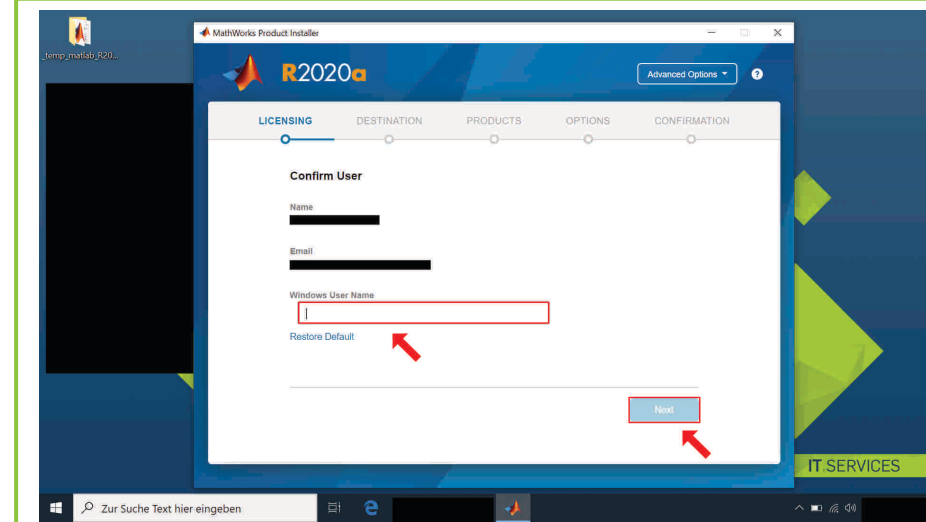 _temp_matlab_R20...
MathWorks Product Installer
R2020a
Advanced Options
?
LICENSING DESTINATION PRODUCTS OPTIONS CONFIRMATION
Confirm User
Name
Email
Windows User Name
Restore Default
Next
IT.SERVICES
Zur Suche Text hier eingeben